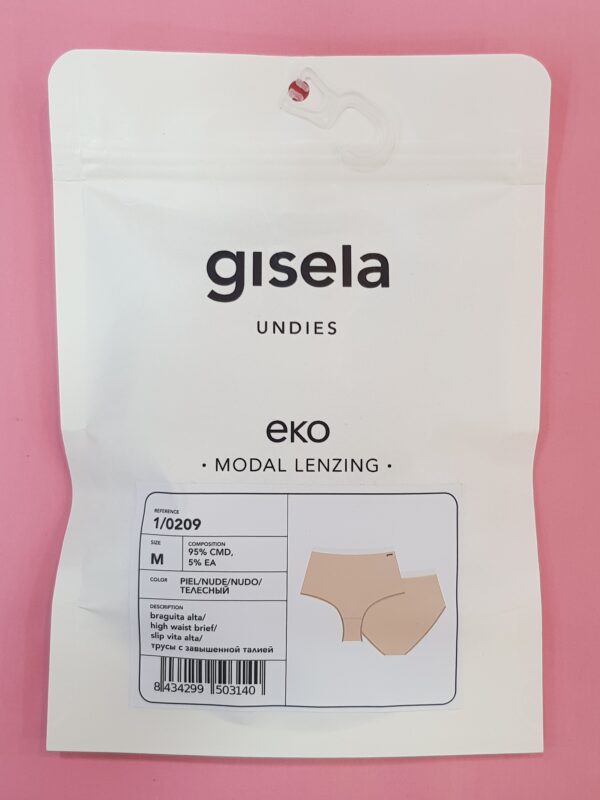 gisela
UNDIES
eko
· MODAL LENZING ·
REFERENCE
1/0209
SIZE
M
COMPOSITION
95% CMD,
5% EA
COLOR
PIEL/NUDE/NUDO/
ТЕЛЕСНЫЙ
DESCRIPTION
braguita alta/
high waist brief/
slip vita alta/
трусы с завышенной талией
8 434299 503140